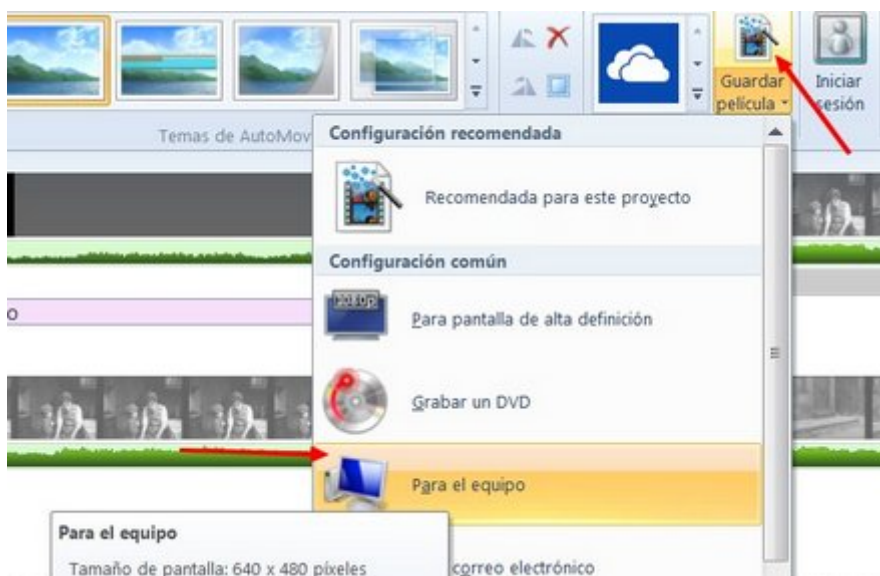 Guardar
película
Iniciar
sesión
Temas de AutoMov
Configuración recomendada
Recomendada para este proyecto
Configuración común
1080p
Para pantalla de alta definición
o
Grabar un DVD
Para el equipo
Para el equipo
Tamaño de pantalla: 640 x 480 píxeles
correo electrónico